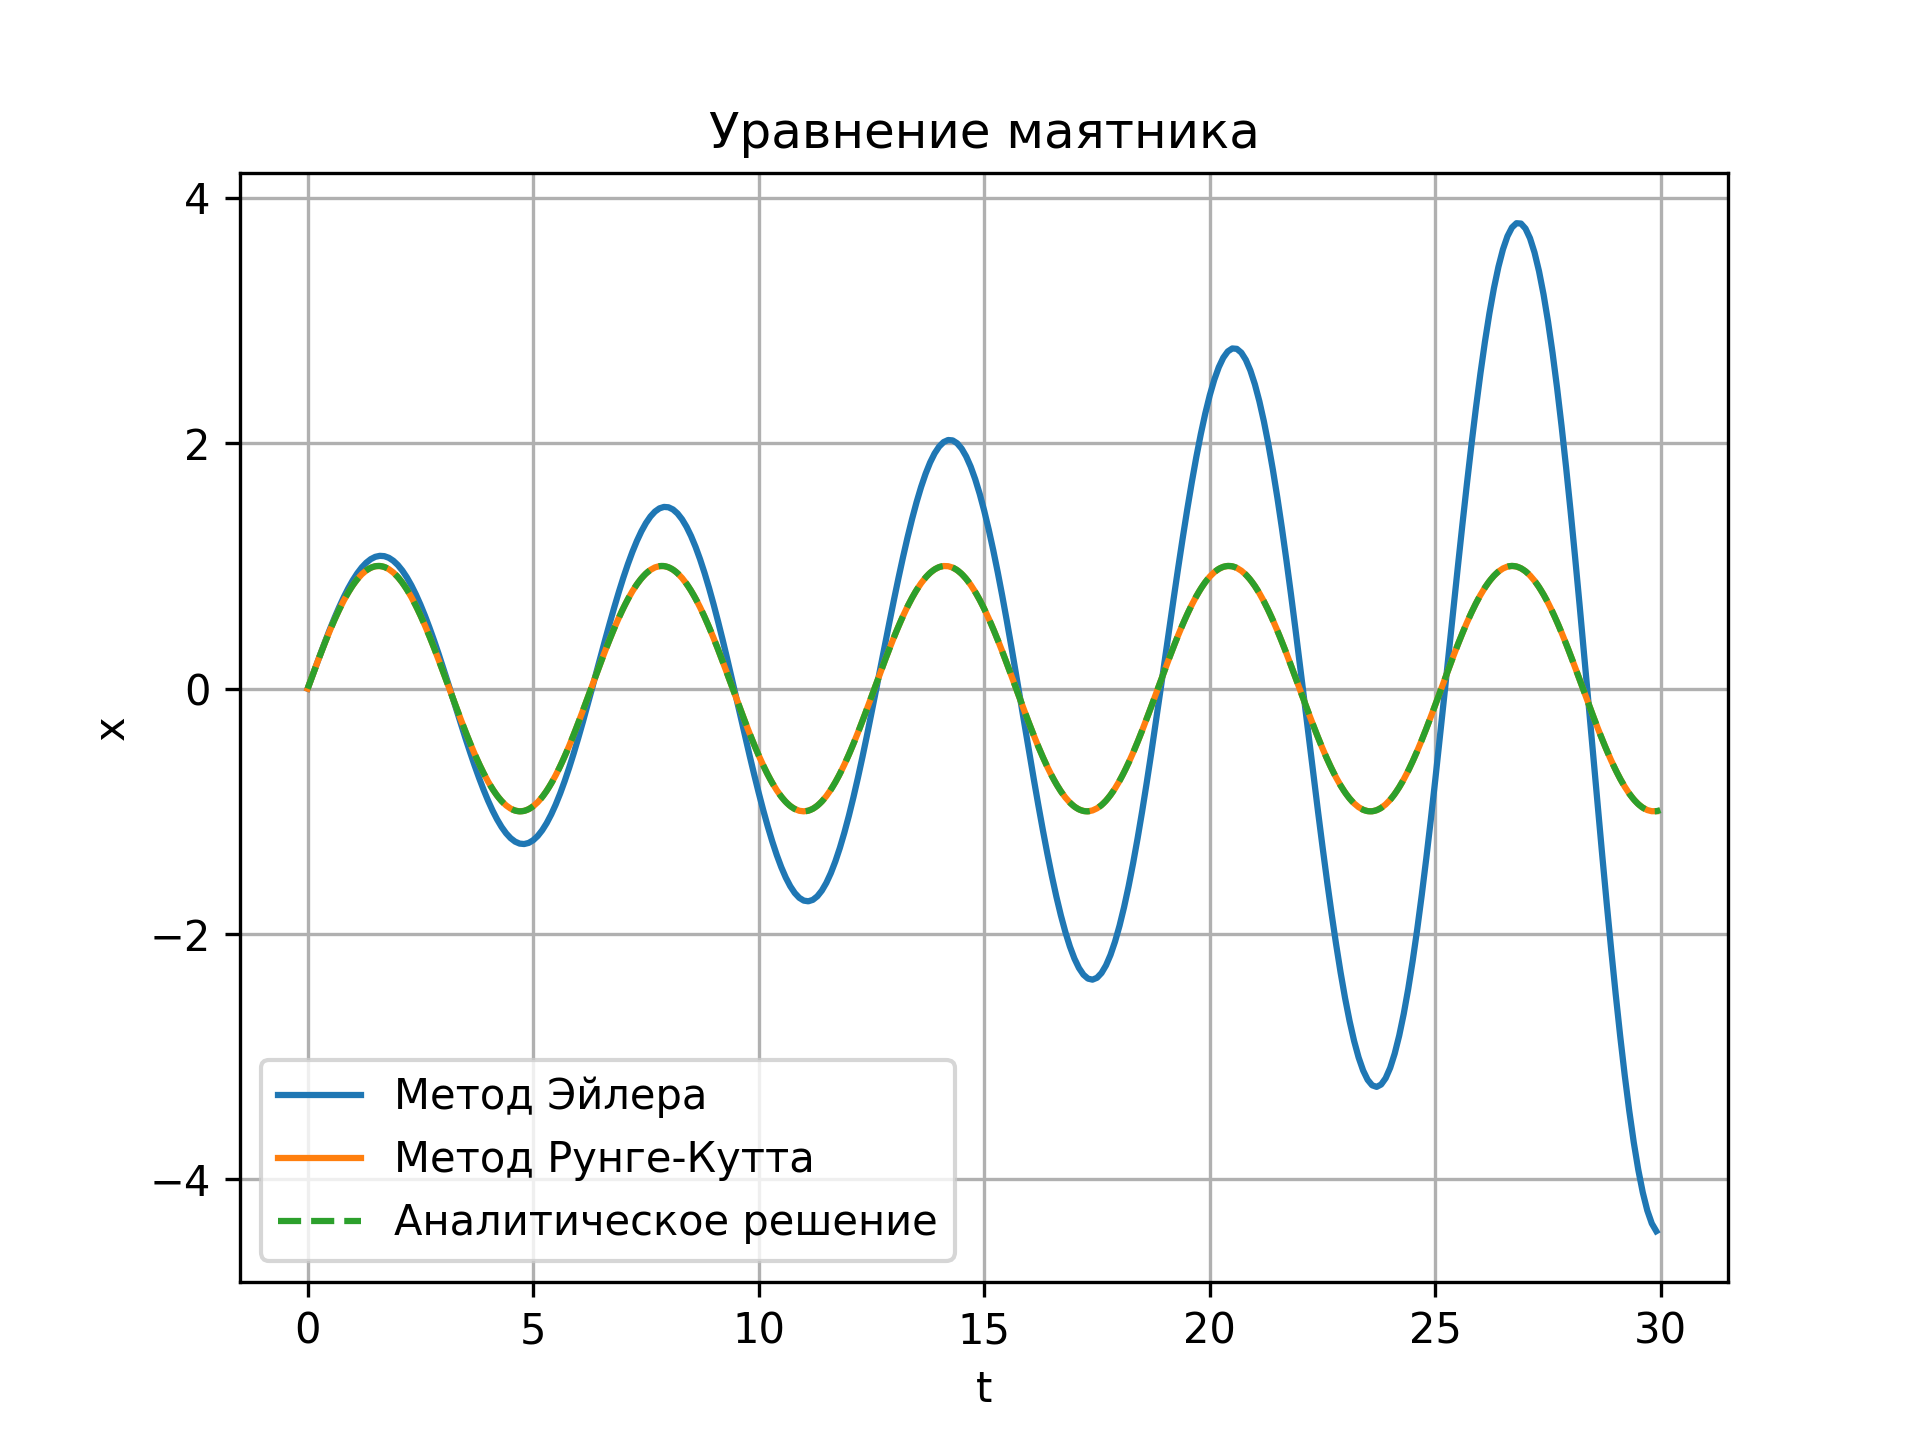 Уравнение маятника
4
2
0
−2
−4
x
Метод Эйлера
Метод Рунге-Кутта
Аналитическое решение
0 5 10 15 20 25 30
t